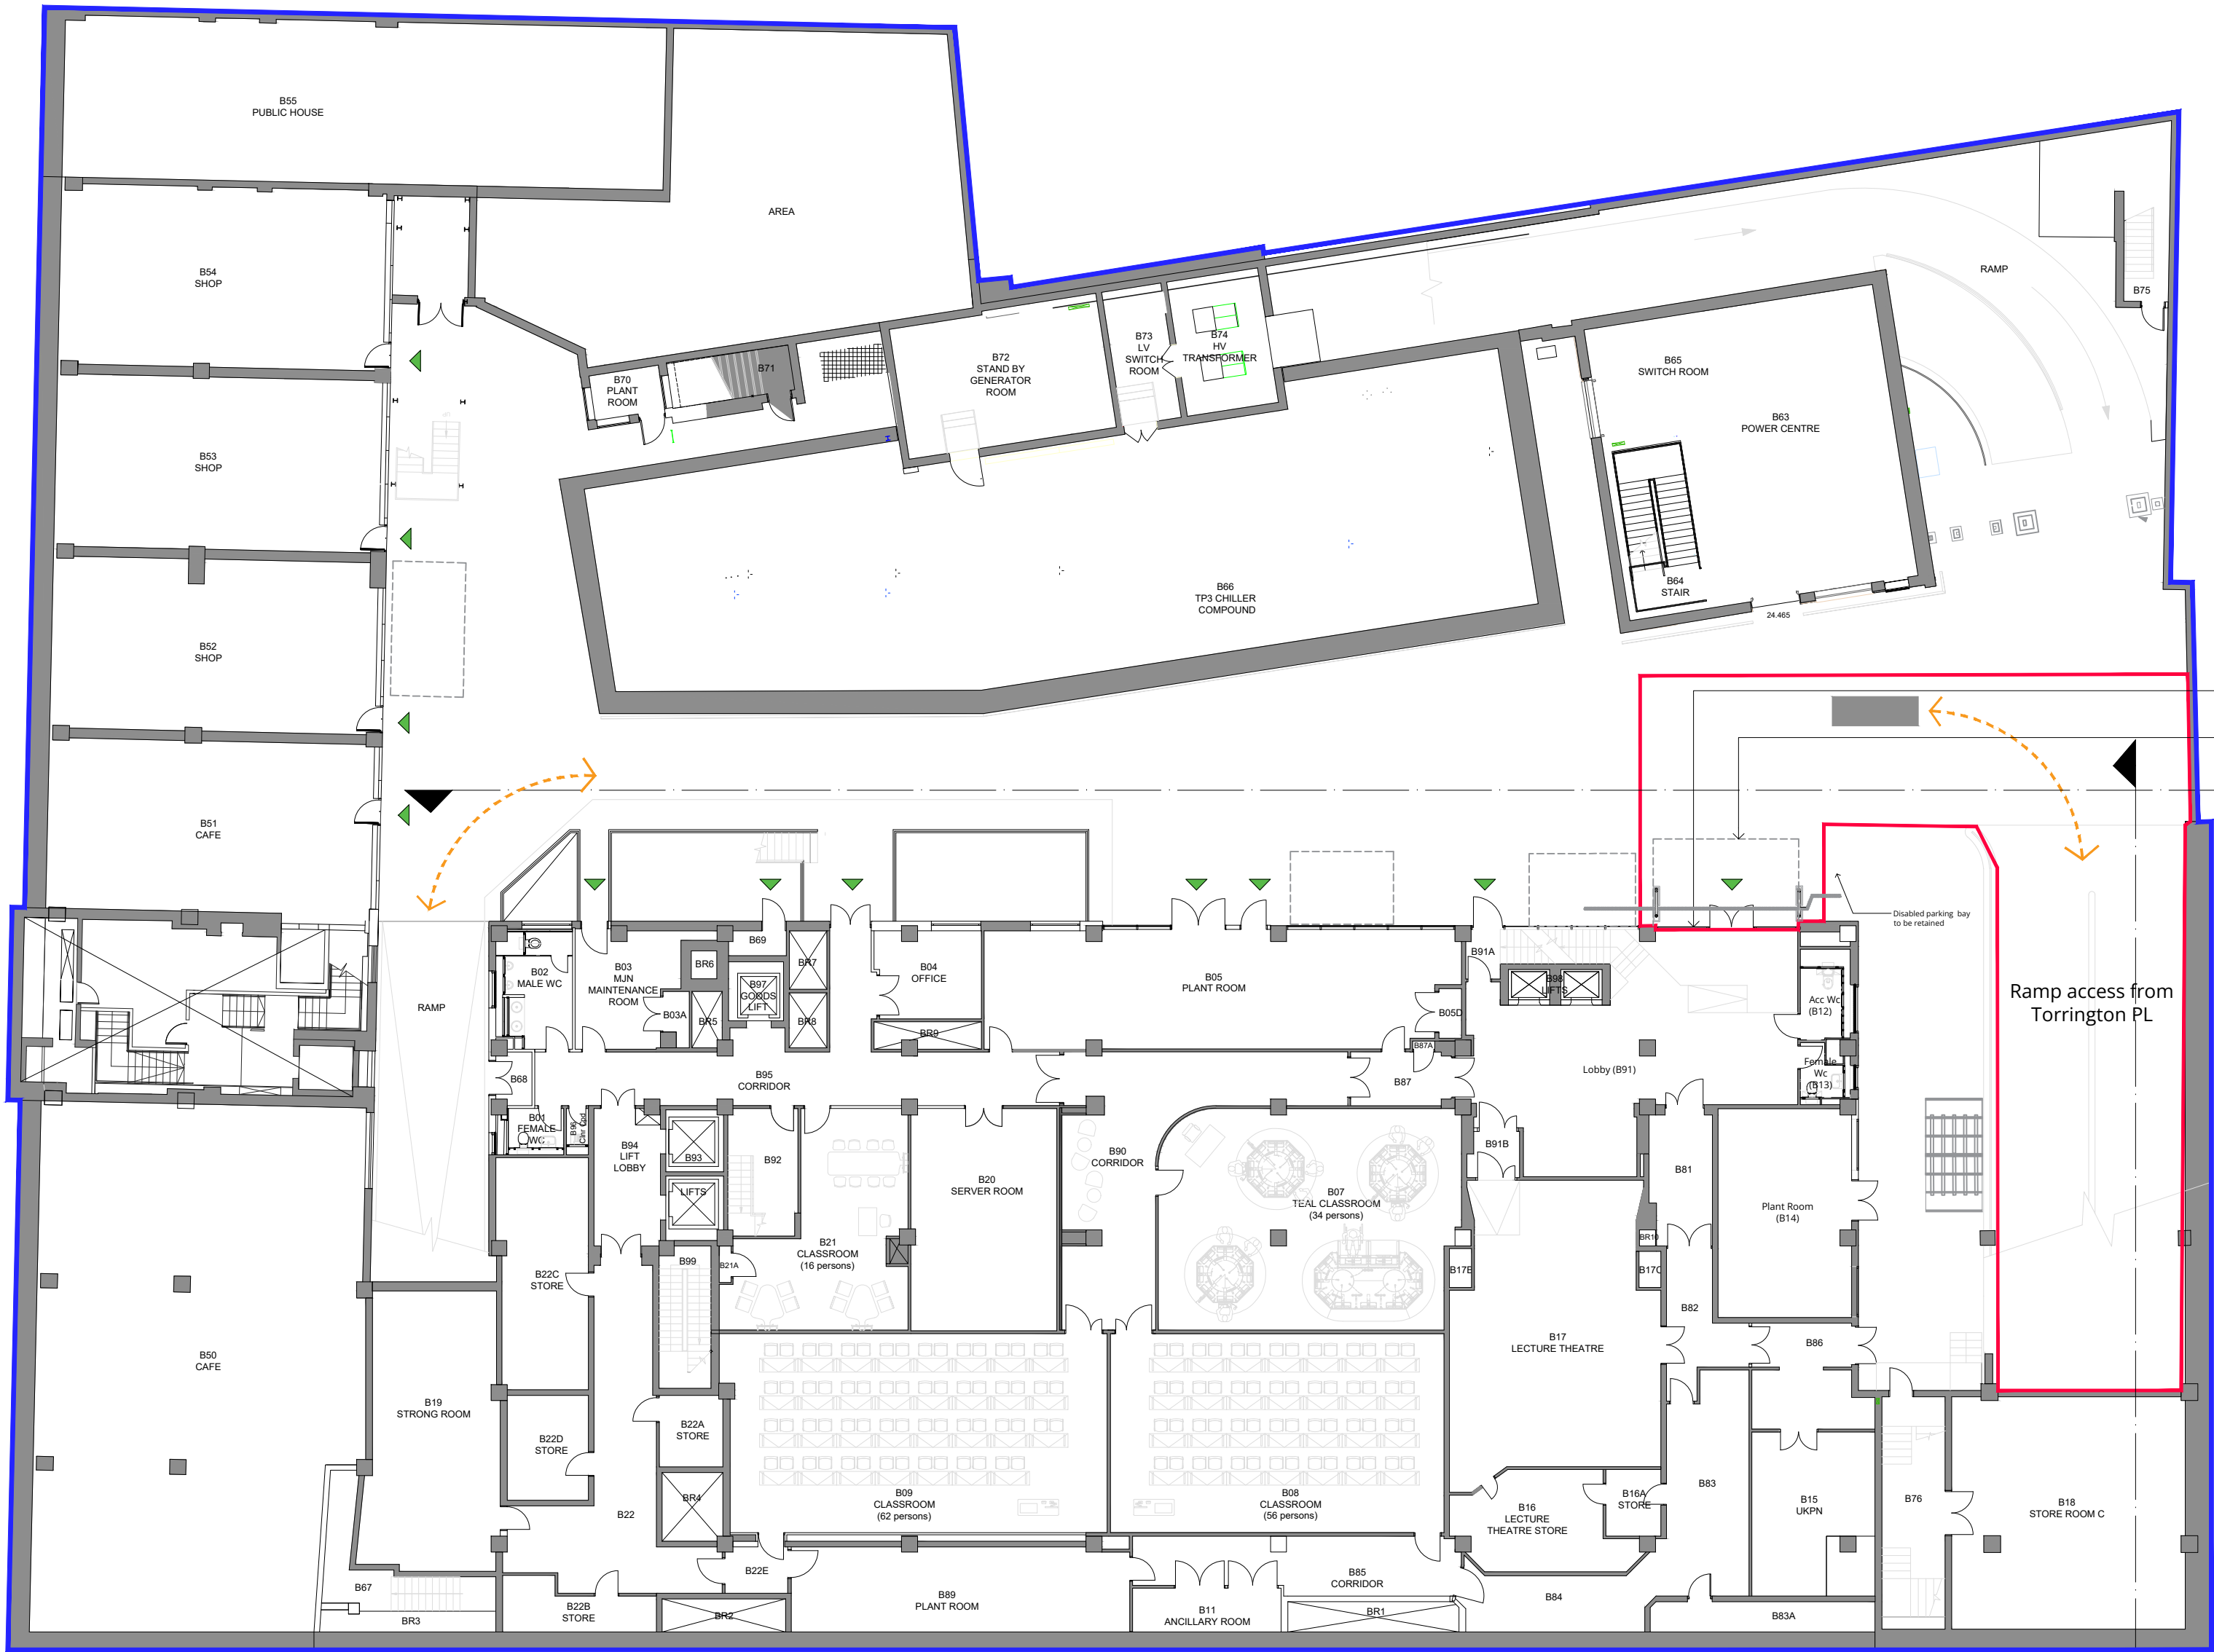 B55
PUBLIC HOUSE
AREA
B54
SHOP
RAMP
B75
B73
LV
SWITCH
ROOM
B74
HV
TRANSFORMER
B72
STAND BY
GENERATOR
ROOM
B71
B70
PLANT
ROOM
B65
SWITCH ROOM
B63
POWER CENTRE
B53
SHOP
B66
TP3 CHILLER
COMPOUND
B64
STAIR
24.465
B52
SHOP
B51
CAFE
Disabled parking bay
to be retained
RAMP
B02
MALE WC
B03
MJN
MAINTENANCE
ROOM
B03A
BR6
BR5
B69
B97
GOODS
LIFT
BR7
BR8
B04
OFFICE
BR9
B05
PLANT ROOM
B05D
B91A
B98
LIFTS
Acc Wc
(B12)
Ramp access from
Torrington PL
B68
B95
CORRIDOR
B87A
B87
Lobby (B91)
Female
Wc
(B13)
B01
FEMALE
WC
B96
Clnr Cpd
B94
LIFT
LOBBY
B93
LIFTS
B92
B20
SERVER ROOM
B90
CORRIDOR
B07
TEAL CLASSROOM
(34 persons)
B91B
B81
Plant Room
(B14)
B21
CLASSROOM
(16 persons)
B21A
B99
B22C
STORE
B17B
BR10
B17C
B82
B86
B17
LECTURE THEATRE
B50
CAFE
B19
STRONG ROOM
B22D
STORE
B22A
STORE
BR4
B22
B09
CLASSROOM
(62 persons)
B08
CLASSROOM
(56 persons)
B16
LECTURE
THEATRE STORE
B16A
STORE
B83
B15
UKPN
B76
B18
STORE ROOM C
B67
BR3
B22B
STORE
B22E
BR2
B89
PLANT ROOM
B11
ANCILLARY ROOM
B85
CORRIDOR
BR1
B84
B83A